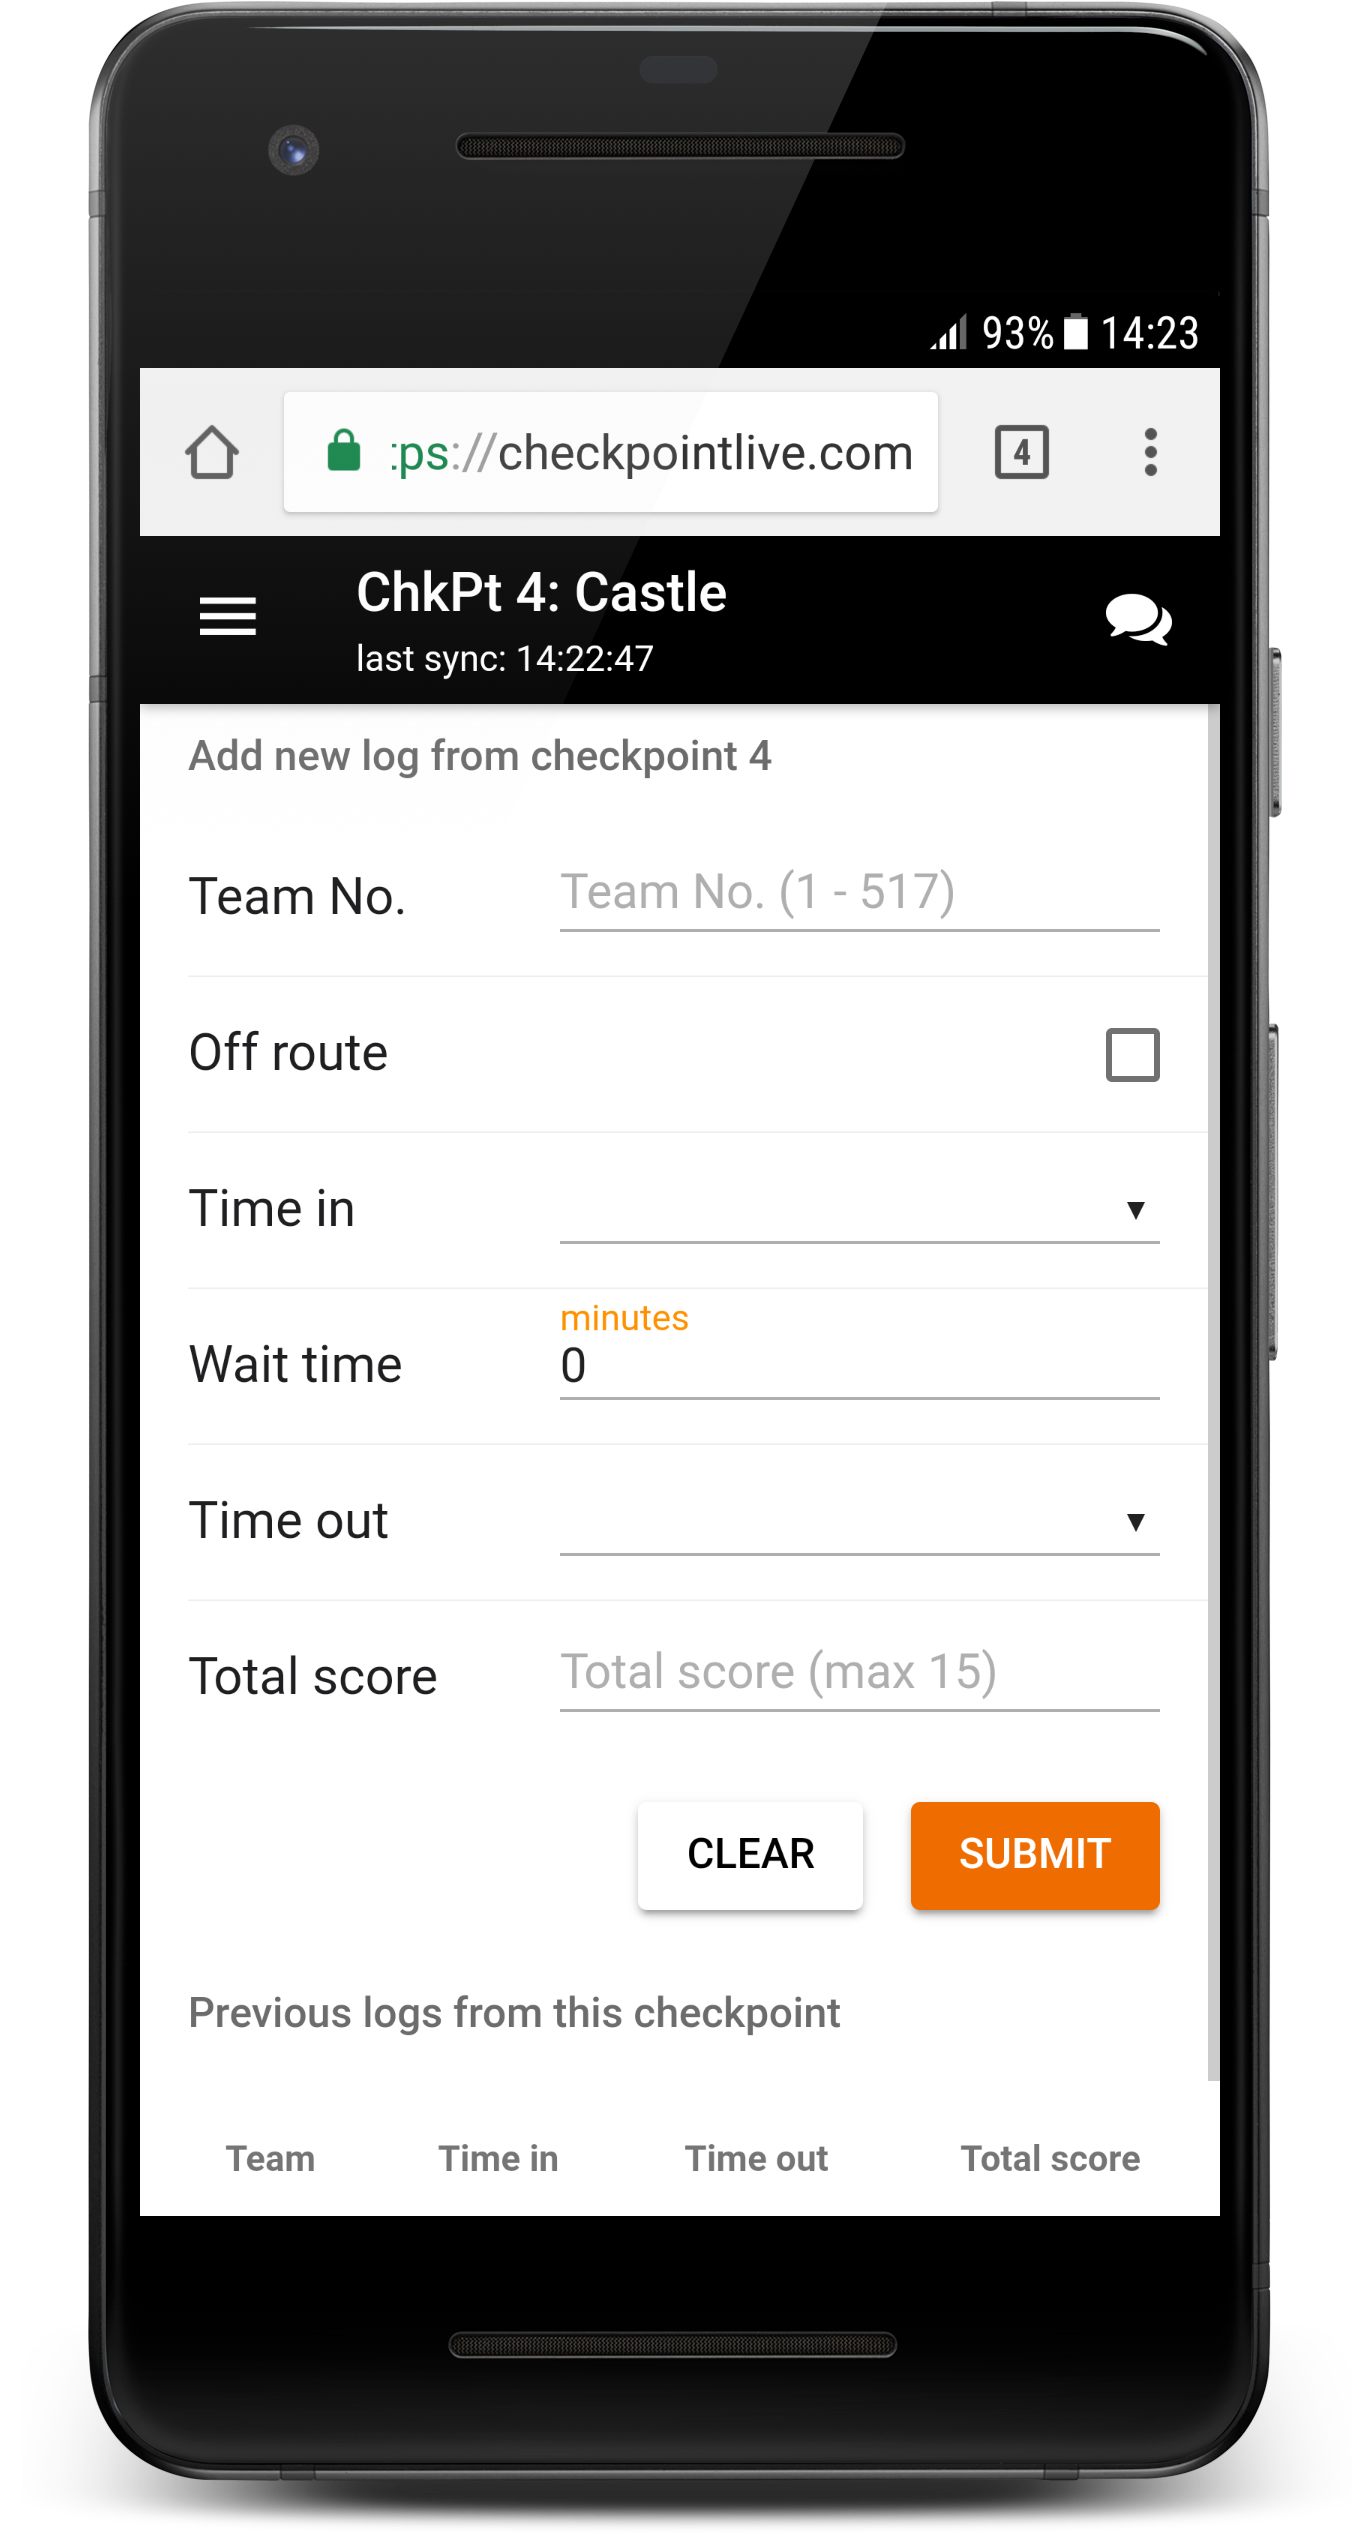 93% 14:23
tps://checkpointlive.com
4
ChkPt 4: Castle
last sync: 14:22:47
Add new log from checkpoint 4
Team No.
Team No. (1 - 517)
Off route
Time in
▼
minutes
Wait time
0
Time out
▼
Total score
Total score (max 15)
CLEAR
SUBMIT
Previous logs from this checkpoint
Team Time in Time out Total score